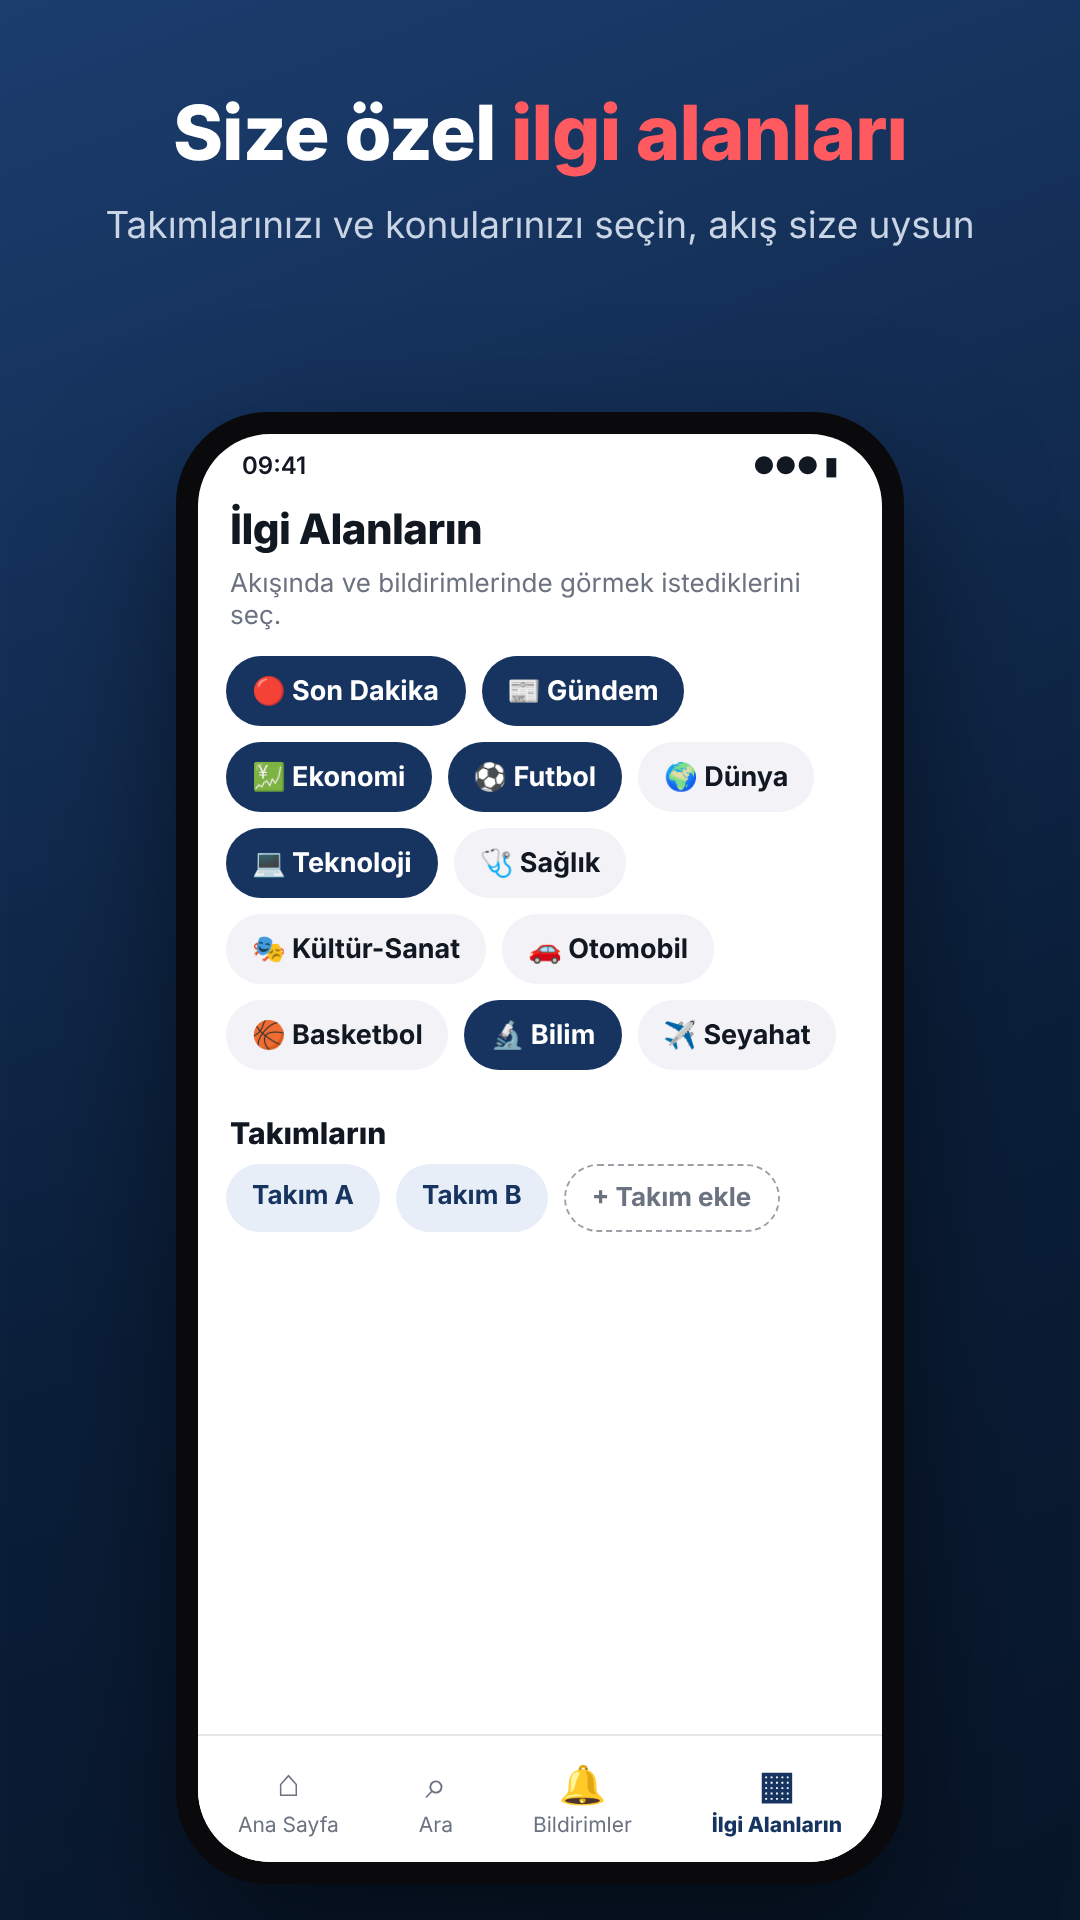 Size özel ilgi alanları
Takımlarınızı ve konularınızı seçin, akış size uysun
09:41
İlgi Alanların
Akışında ve bildirimlerinde görmek istediklerini
seç.
Son Dakika
Gündem
Ekonomi
Futbol
Dünya
Teknoloji
Sağlık
Kültür-Sanat
Otomobil
Basketbol
Bilim
Seyahat
Takımların
Takım A
Takım B
+ Takım ekle
Ana Sayfa
Ara
Bildirimler
İlgi Alanların